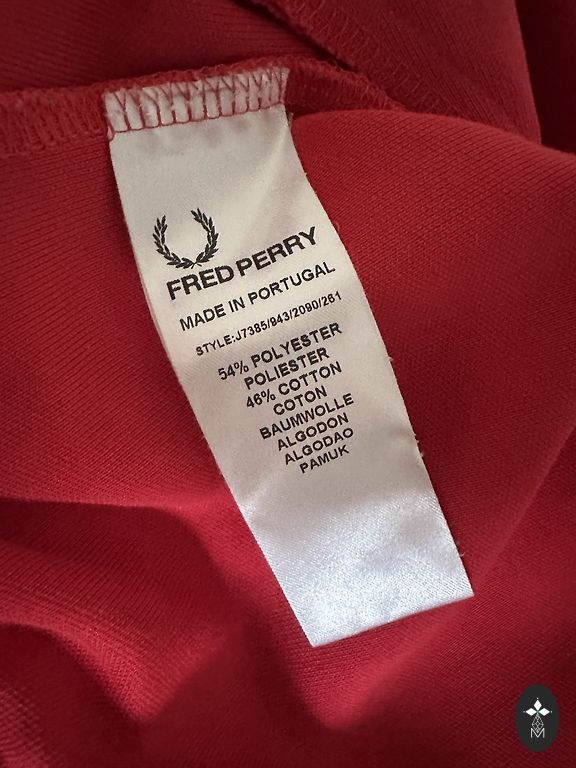 FRED PERRY
MADE IN PORTUGAL
STYLE:J7385/943/2090/261
54% POLYESTER
POLIESTER
46% COTTON
COTON
BAUMWOLLE
ALGODON
ALGODAO
PAMUK
M